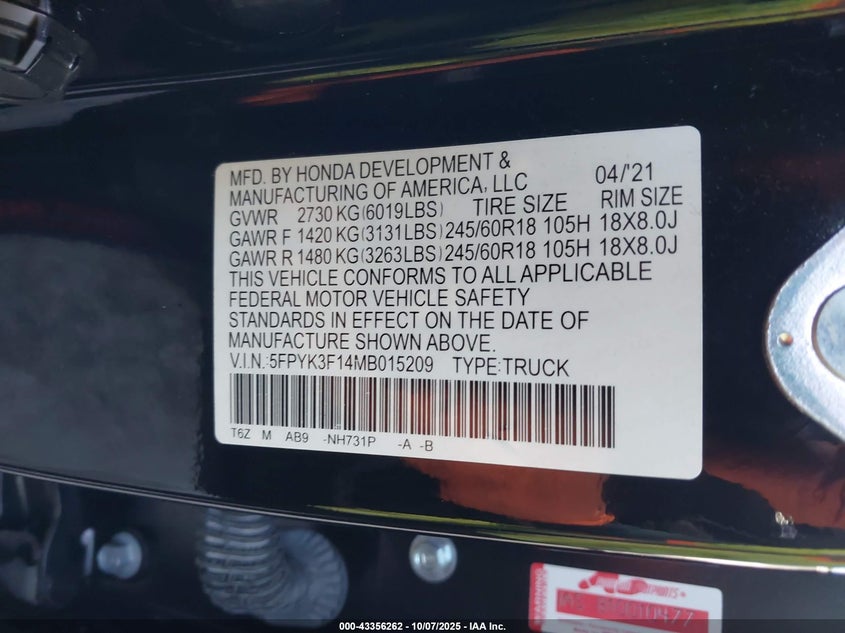 MFD. BY HONDA DEVELOPMENT &
MANUFACTURING OF AMERICA, LLC 04/'21
GVWR 2730 KG(6019LBS) TIRE SIZE RIM SIZE
GAWR F 1420 KG(3131LBS) 245/60R18 105H 18X8.0J
GAWR R 1480 KG(3263LBS) 245/60R18 105H 18X8.0J
THIS VEHICLE CONFORMS TO ALL APPLICABLE
FEDERAL MOTOR VEHICLE SAFETY
STANDARDS IN EFFECT ON THE DATE OF
MANUFACTURE SHOWN ABOVE.
V.I.N.:5FPYK3F14MB015209 TYPE:TRUCK
T6Z M AB9 -NH731P -A -B
1
WARNING
000-43356262 - 10/07/2025 - IAA Inc.